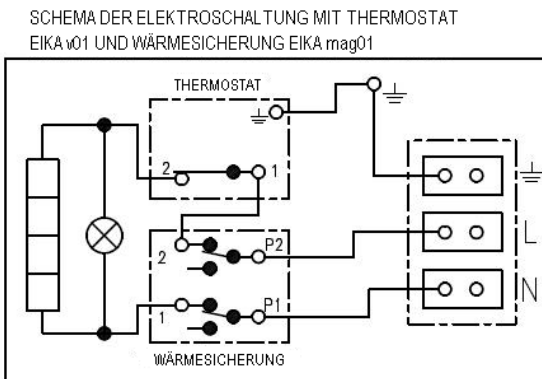 SCHEMA DER ELEKTROSCHALTUNG MIT THERMOSTAT
EIKA v01 UND WÄRMESICHERUNG EIKA mag01
THERMOSTAT
2
1
2
P2
L
1
P1
N
WÄRMESICHERUNG